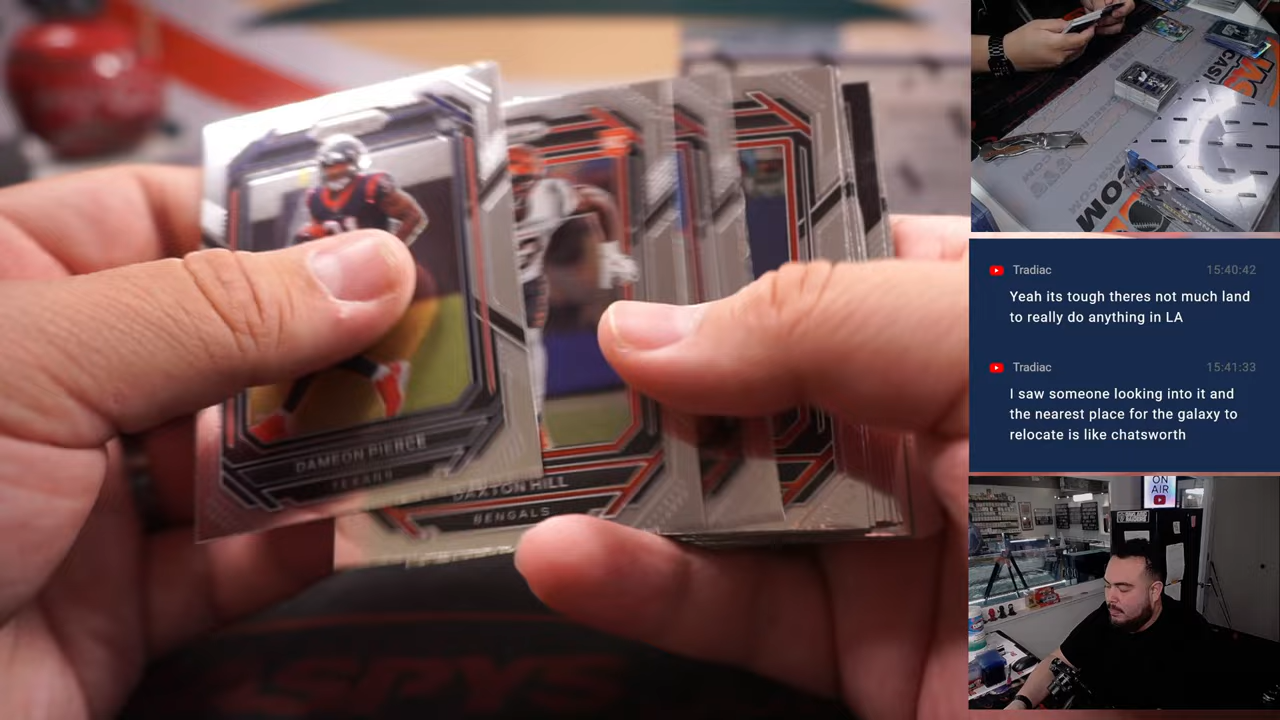 DAMEON PIERCE
TEXANS
DAXTON HILL
BENGALS
Tradiac 15:40:42
Yeah its tough theres not much land
to really do anything in LA
Tradiac 15:41:33
I saw someone looking into it and
the nearest place for the galaxy to
relocate is like chatsworth
ON
AIR